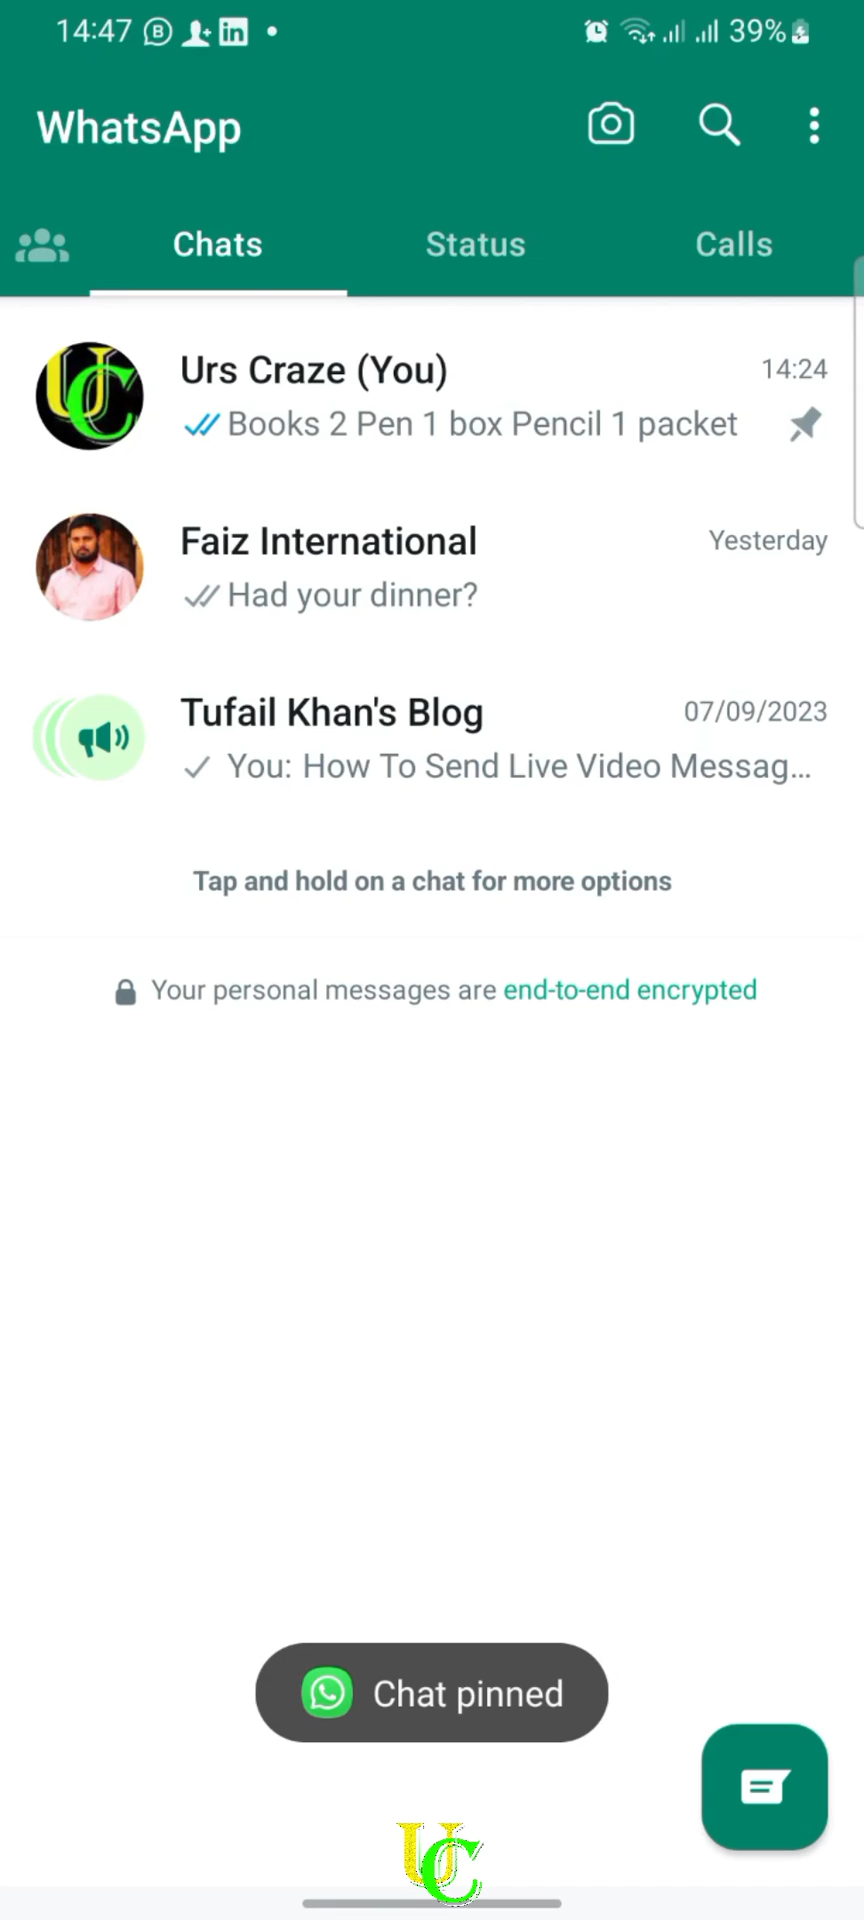 14:47 B in 39%
WhatsApp
Chats Status Calls
UC
Urs Craze (You) 14:24
Books 2 Pen 1 box Pencil 1 packet
Faiz International Yesterday
Had your dinner?
Tufail Khan's Blog 07/09/2023
You: How To Send Live Video Messag...
Tap and hold on a chat for more options
Your personal messages are end-to-end encrypted
Chat pinned
UC